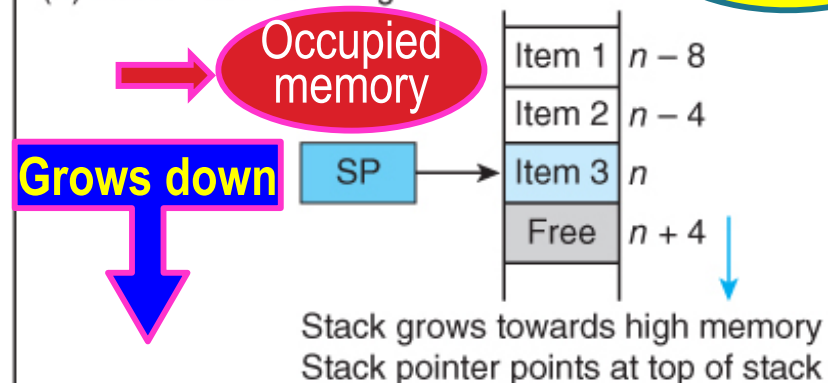 Occupied
memory
Item 1 n – 8
Item 2 n – 4
Grows down
SP
Item 3 n
Free n + 4
Stack grows towards high memory
Stack pointer points at top of stack